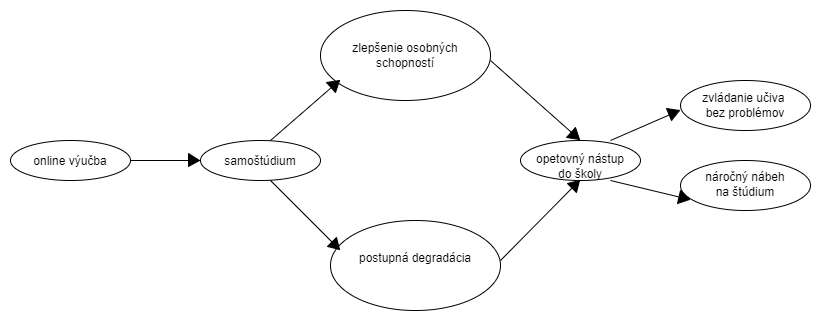 online výučba
samoštúdium
zlepšenie osobných
schopností
postupná degradácia
opetovný nástup
do školy
zvládanie učiva
bez problémov
náročný nábeh
na štúdium